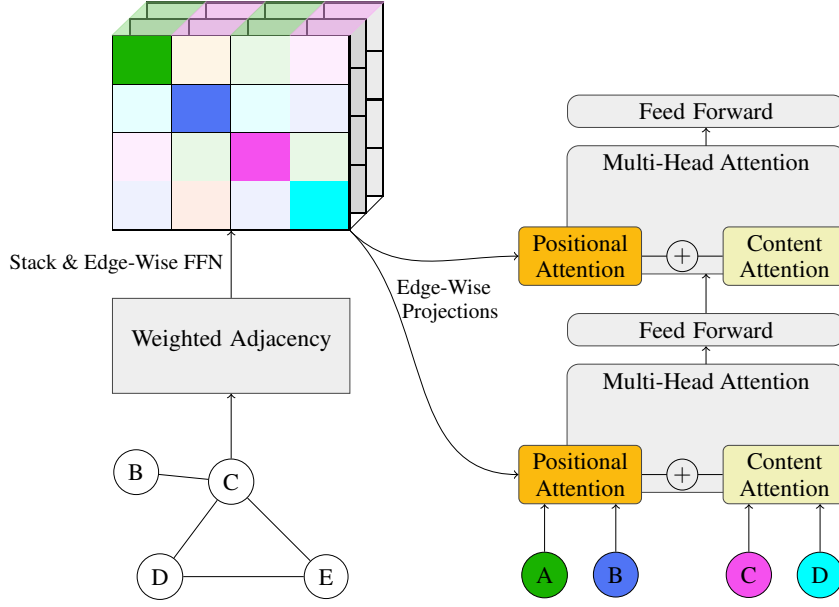 Feed Forward
Multi-Head Attention
Positional
Attention
+
Content
Attention
Stack & Edge-Wise FFN
Edge-Wise
Projections
Weighted Adjacency
Feed Forward
Multi-Head Attention
Positional
Attention
+
Content
Attention
B
C
D
E
A
B
C
D